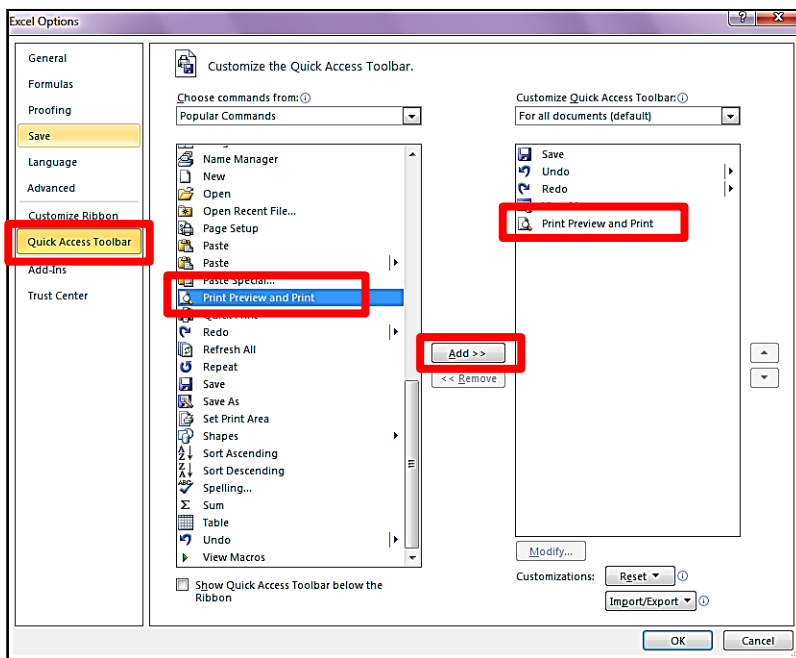 Excel Options
General
Formulas
Proofing
Save
Language
Advanced
Customize Ribbon
Quick Access Toolbar
Add-Ins
Trust Center
Customize the Quick Access Toolbar.
Choose commands from:
Popular Commands
Name Manager
New
Open
Open Recent File...
Page Setup
Paste
Paste
Paste Special...
Print Preview and Print
Quick Print
Redo
Refresh All
Repeat
Save
Save As
Set Print Area
Shapes
Sort Ascending
Sort Descending
Spelling...
Sum
Table
Undo
View Macros
Show Quick Access Toolbar below the
Ribbon
Add >>
<< Remove
Customize Quick Access Toolbar:
For all documents (default)
Save
Undo
Redo
Print Preview and Print
Modify...
Customizations:
Reset
Import/Export
OK
Cancel